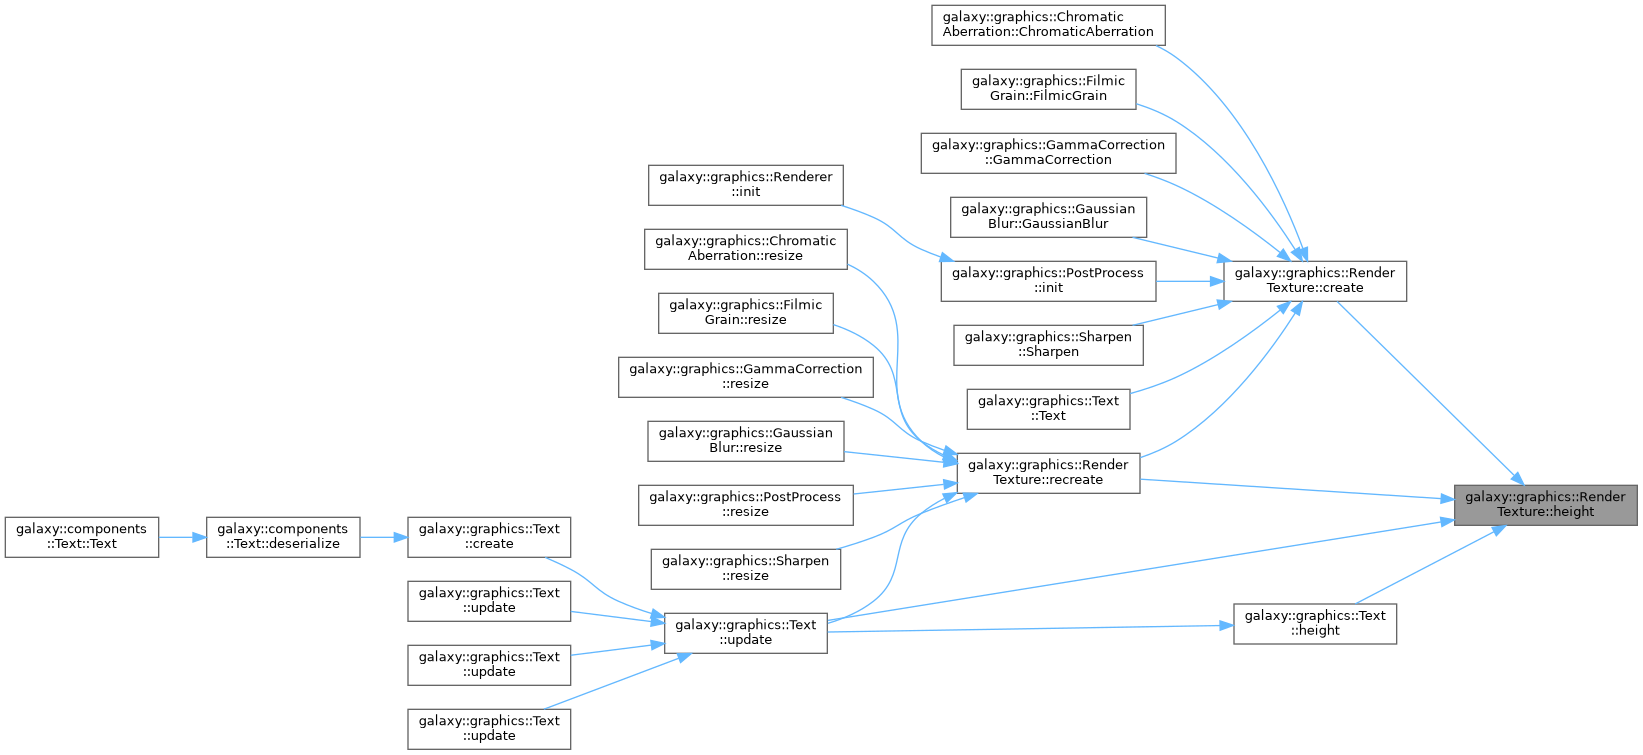 galaxy::graphics::Chromatic
Aberration::ChromaticAberration
galaxy::graphics::Filmic
Grain::FilmicGrain
galaxy::graphics::GammaCorrection
::GammaCorrection
galaxy::graphics::Renderer
::init
galaxy::graphics::Gaussian
Blur::GaussianBlur
galaxy::graphics::Chromatic
Aberration::resize
galaxy::graphics::PostProcess
::init
galaxy::graphics::Render
Texture::create
galaxy::graphics::Filmic
Grain::resize
galaxy::graphics::Sharpen
::Sharpen
galaxy::graphics::GammaCorrection
::resize
galaxy::graphics::Text
::Text
galaxy::graphics::Gaussian
Blur::resize
galaxy::graphics::Render
Texture::recreate
galaxy::graphics::PostProcess
::resize
galaxy::graphics::Render
Texture::height
galaxy::components
::Text::Text
galaxy::components
::Text::deserialize
galaxy::graphics::Text
::create
galaxy::graphics::Sharpen
::resize
galaxy::graphics::Text
::update
galaxy::graphics::Text
::update
galaxy::graphics::Text
::height
galaxy::graphics::Text
::update
galaxy::graphics::Text
::update